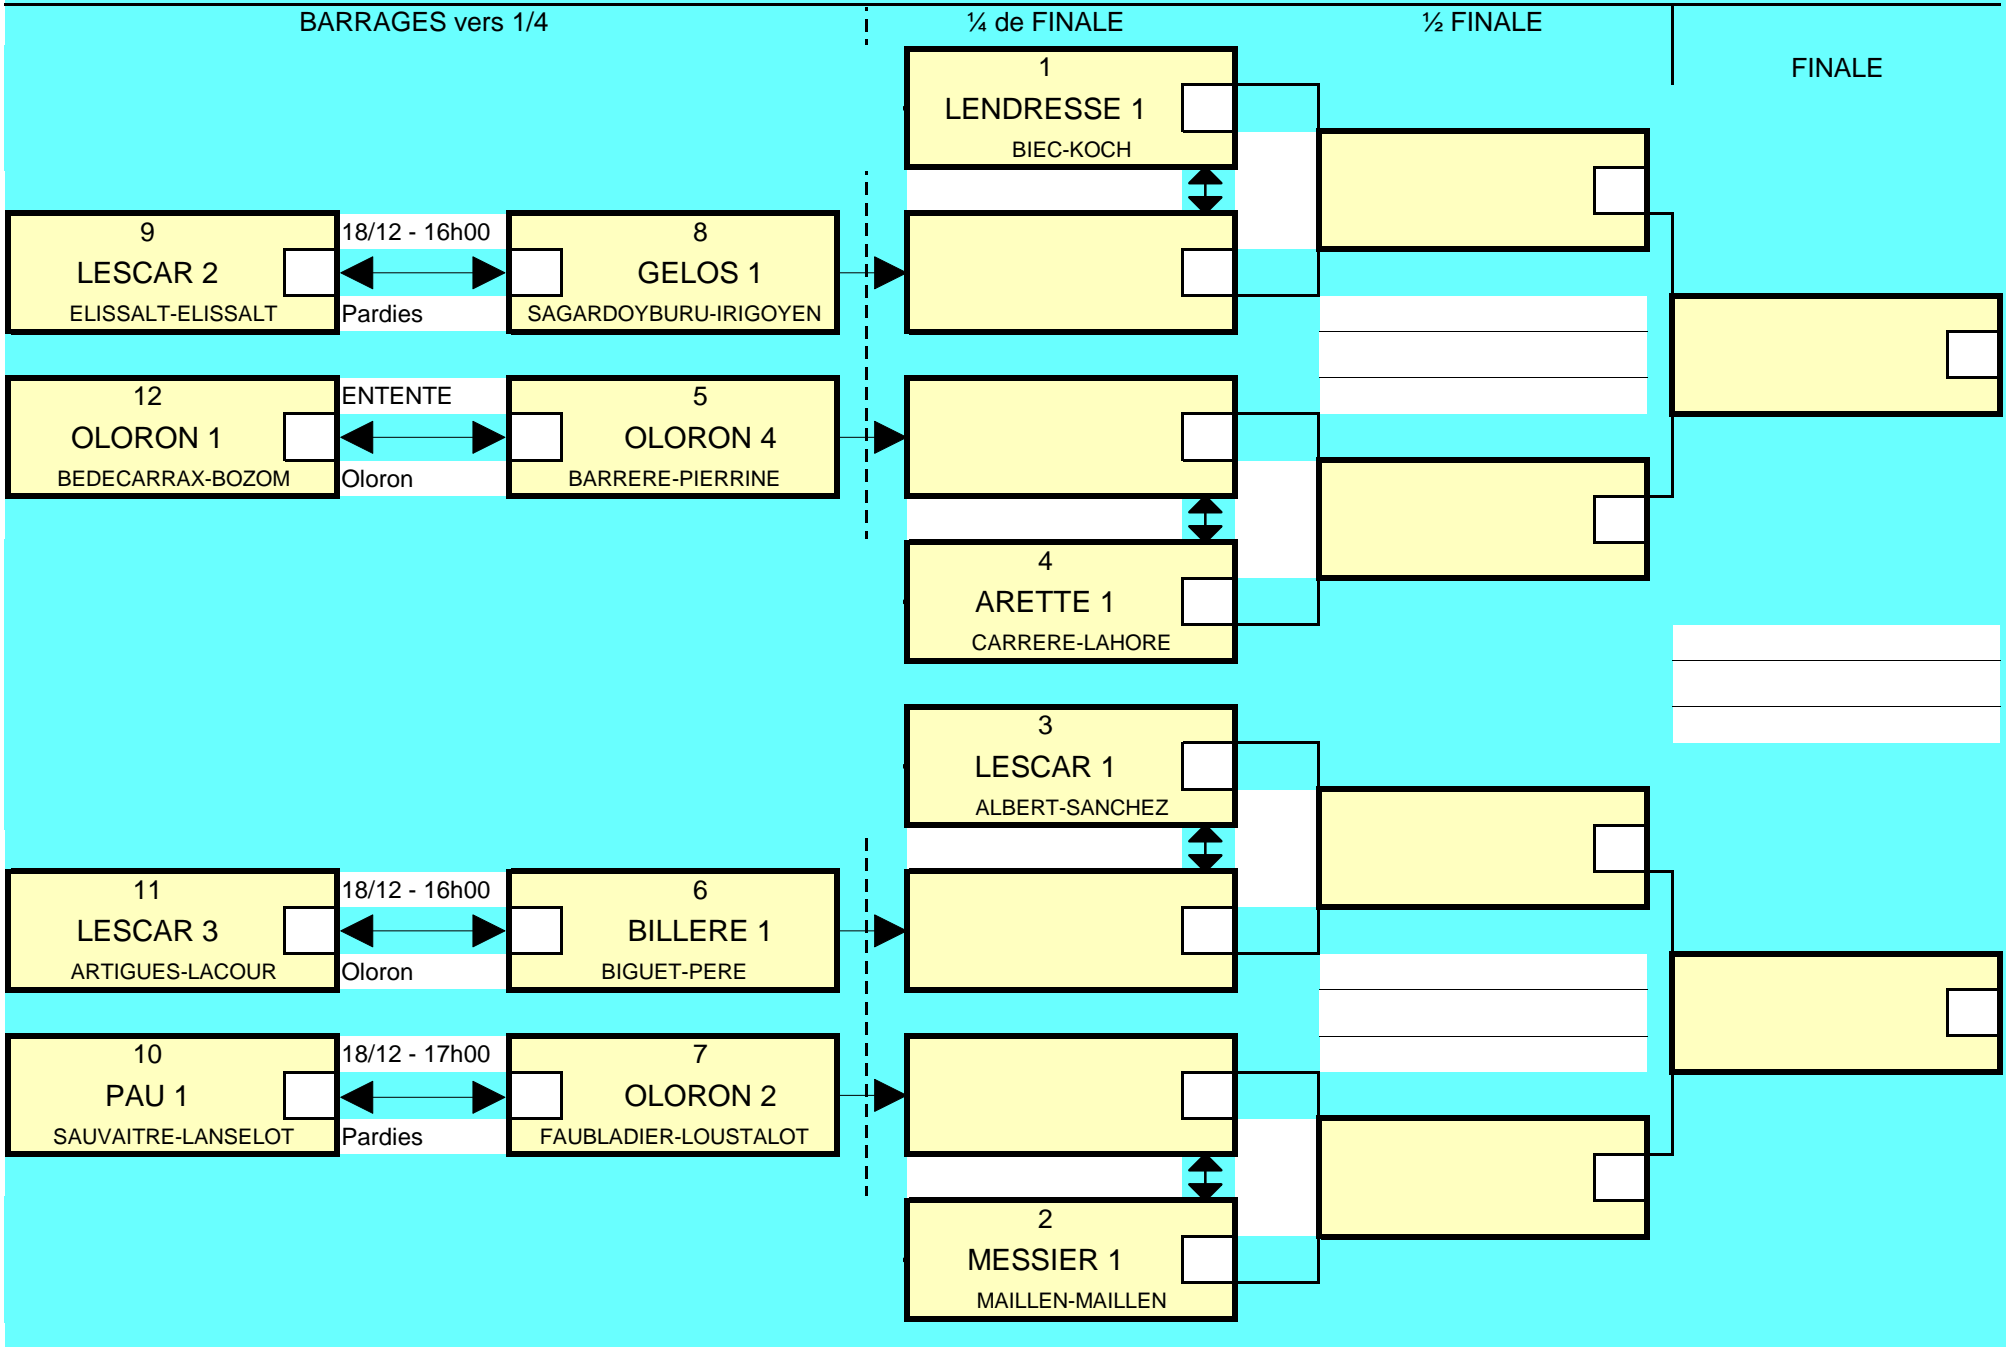 BARRAGES vers 1/4
¼ de FINALE
½ FINALE
FINALE
1
LENDRESSE 1
BIEC-KOCH
9
LESCAR 2
ELISSALT-ELISSALT
18/12 - 16h00
Pardies
8
GELOS 1
SAGARDOYBURU-IRIGOYEN
12
OLORON 1
BEDECARRAX-BOZOM
ENTENTE
Oloron
5
OLORON 4
BARRERE-PIERRINE
4
ARETTE 1
CARRERE-LAHORE
3
LESCAR 1
ALBERT-SANCHEZ
11
LESCAR 3
ARTIGUES-LACOUR
18/12 - 16h00
Oloron
6
BILLERE 1
BIGUET-PERE
10
PAU 1
SAUVAITRE-LANSELOT
18/12 - 17h00
Pardies
7
OLORON 2
FAUBLADIER-LOUSTALOT
2
MESSIER 1
MAILLEN-MAILLEN